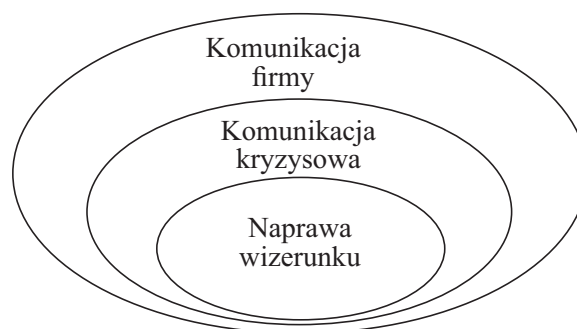 Komunikacja
firmy
Komunikacja
kryzysowa
Naprawa
wizerunku